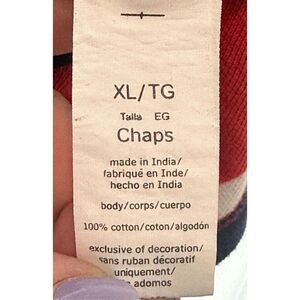 XL/TG
Talla EG
Chaps
made in India/
fabriqué en Inde/
hecho en India
body/corps/cuerpo
100% cotton/coton/algodón
exclusive of decoration/
sans ruban décoratif
uniquement/
adornos